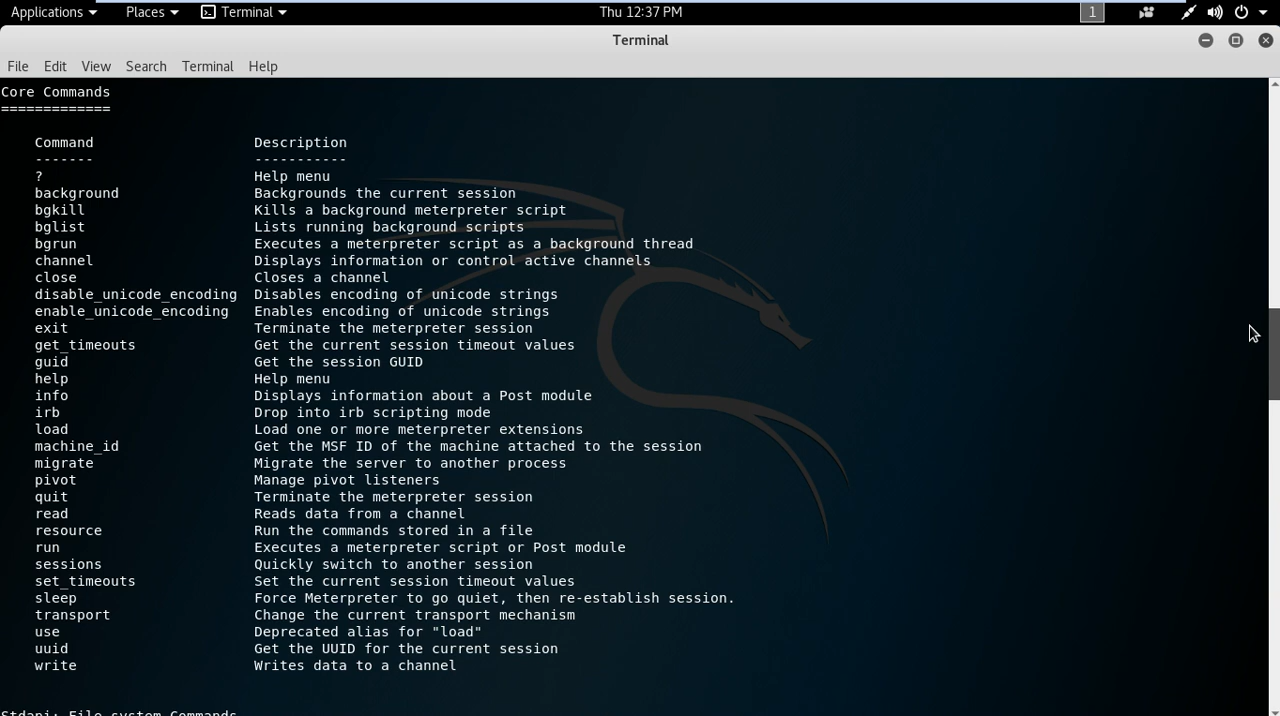 Applications Places Terminal Thu 12:37 PM 1
Terminal
File Edit View Search Terminal Help
Core Commands
=============
Command Description
------- -----------
? Help menu
background Backgrounds the current session
bgkill Kills a background meterpreter script
bglist Lists running background scripts
bgrun Executes a meterpreter script as a background thread
channel Displays information or control active channels
close Closes a channel
disable_unicode_encoding Disables encoding of unicode strings
enable_unicode_encoding Enables encoding of unicode strings
exit Terminate the meterpreter session
get_timeouts Get the current session timeout values
guid Get the session GUID
help Help menu
info Displays information about a Post module
irb Drop into irb scripting mode
load Load one or more meterpreter extensions
machine_id Get the MSF ID of the machine attached to the session
migrate Migrate the server to another process
pivot Manage pivot listeners
quit Terminate the meterpreter session
read Reads data from a channel
resource Run the commands stored in a file
run Executes a meterpreter script or Post module
sessions Quickly switch to another session
set_timeouts Set the current session timeout values
sleep Force Meterpreter to go quiet, then re-establish session.
transport Change the current transport mechanism
use Deprecated alias for "load"
uuid Get the UUID for the current session
write Writes data to a channel
Stdapi: File system Commands